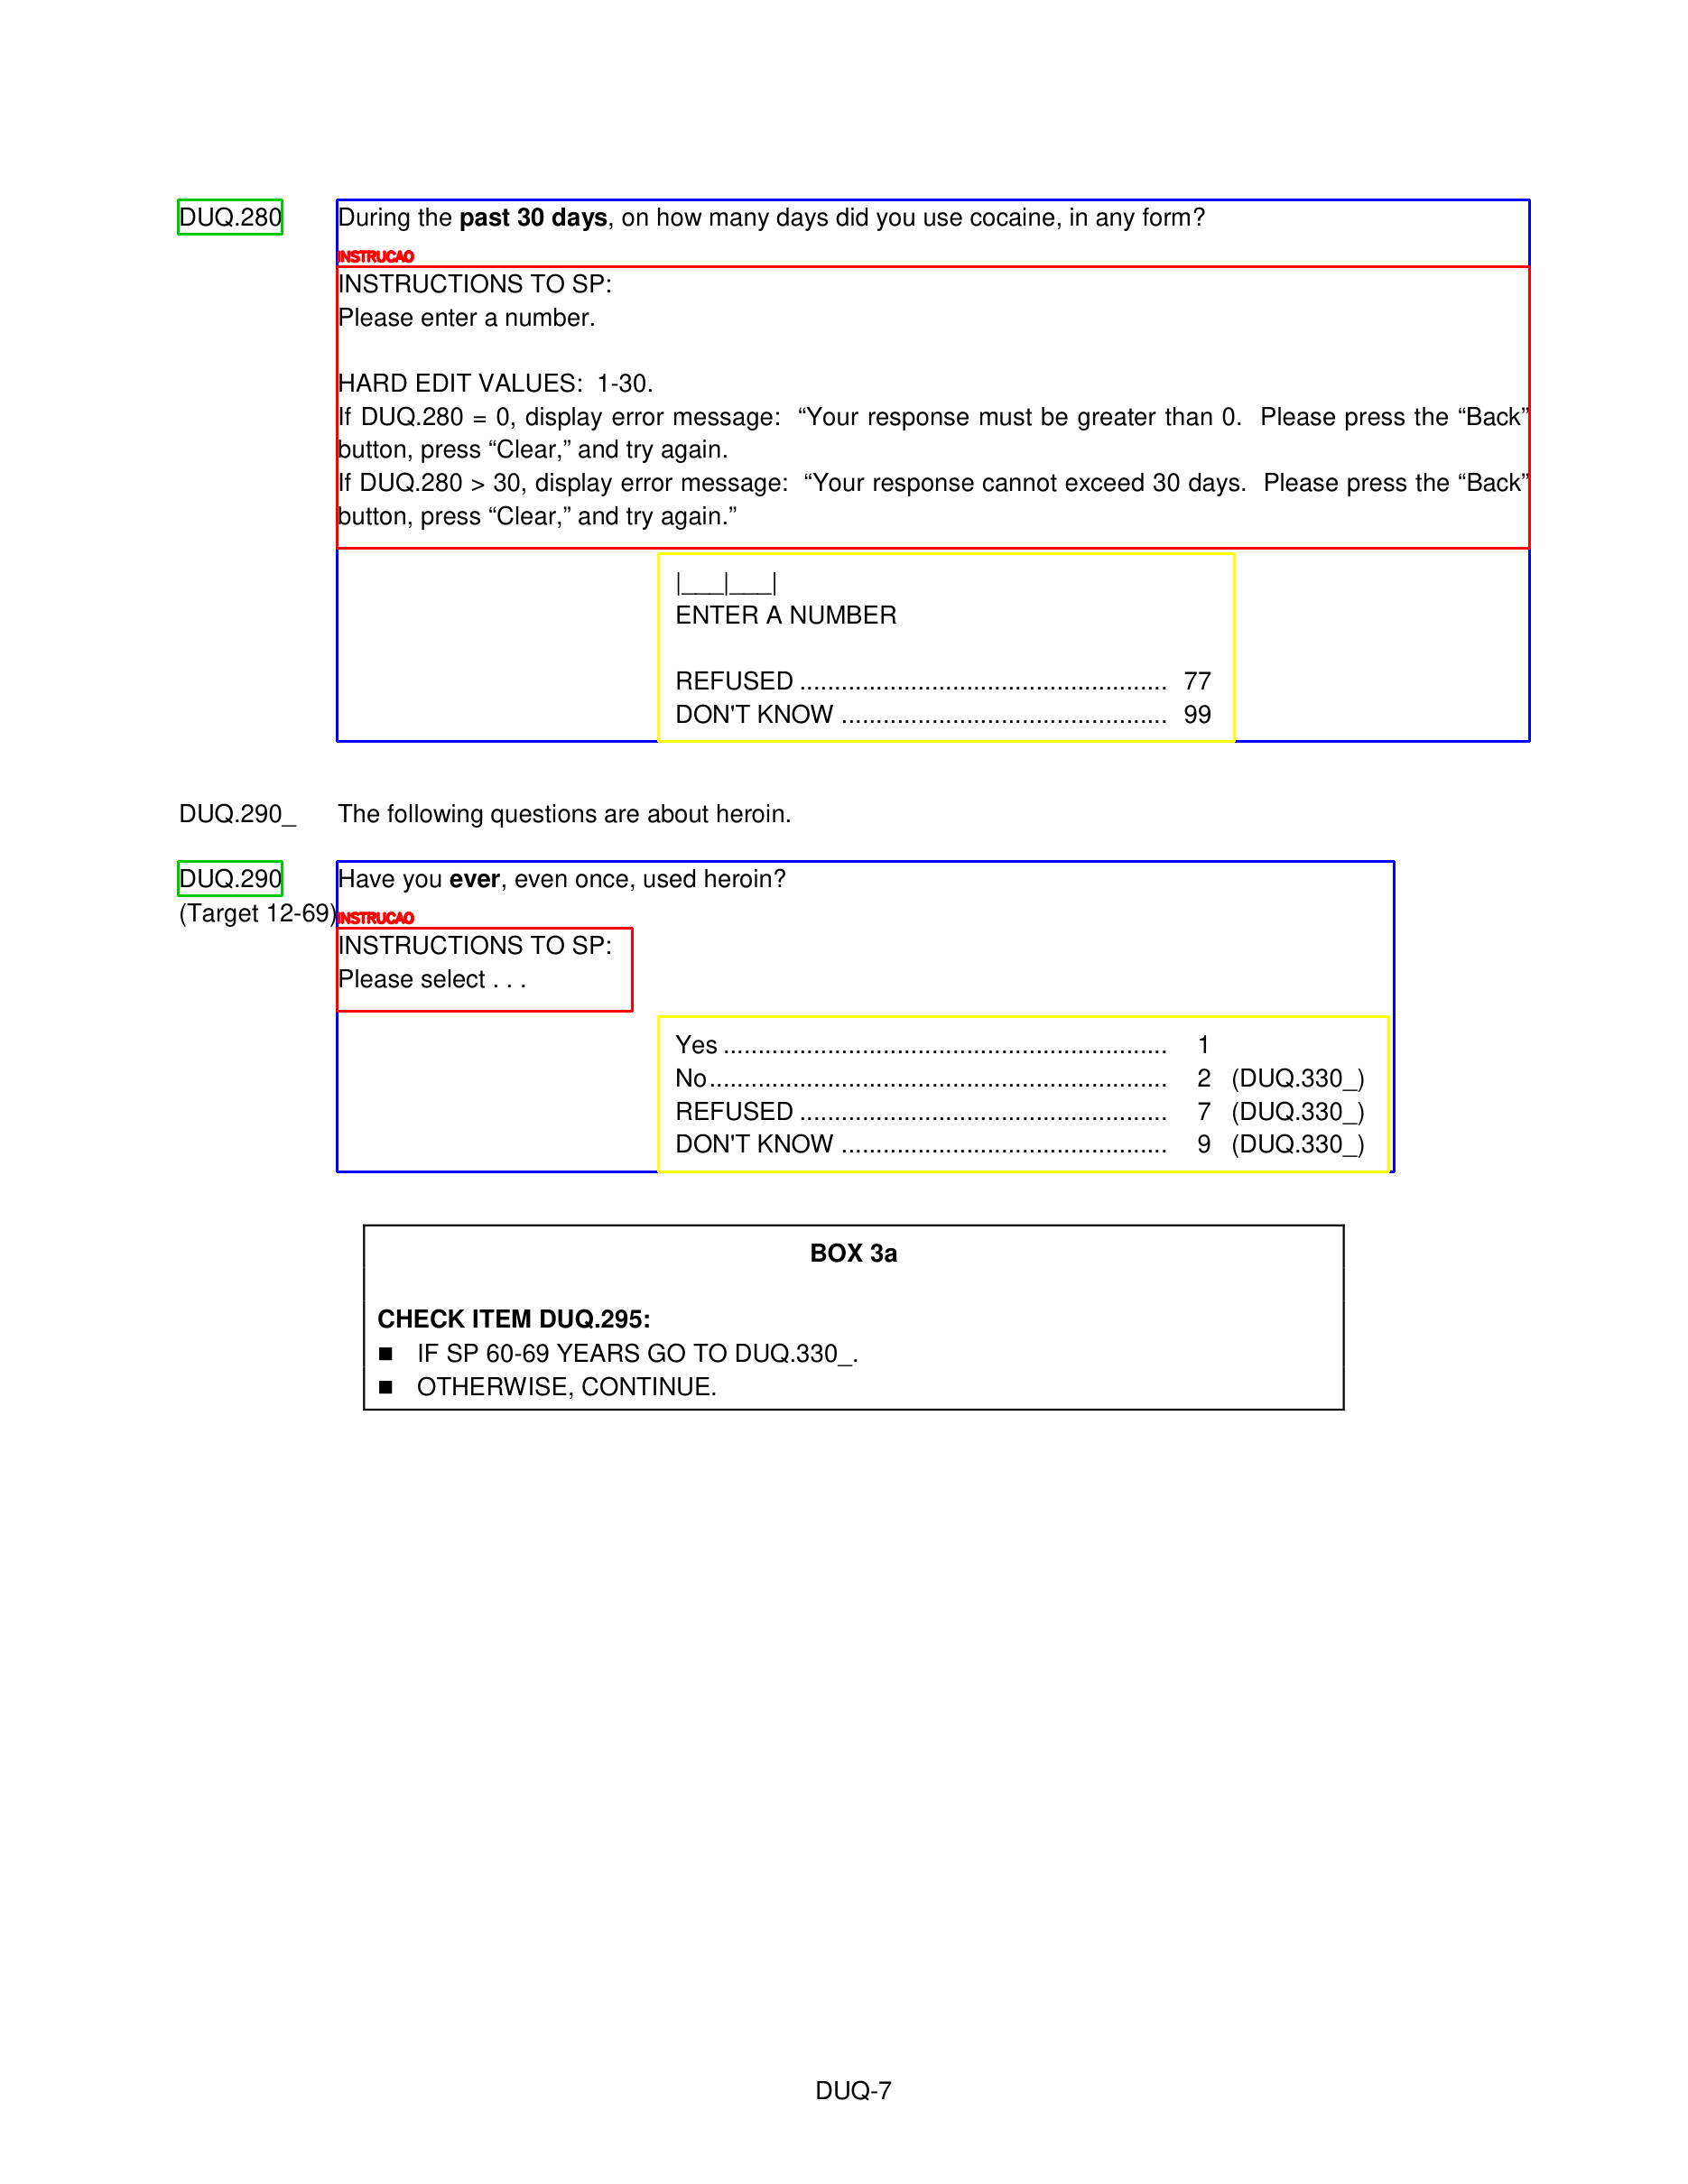 DUQ.280 During the past 30 days, on how many days did you use cocaine, in any form?
INSTRUCAO
INSTRUCTIONS TO SP:
Please enter a number.
HARD EDIT VALUES: 1-30.
If DUQ.280 = 0, display error message: “Your response must be greater than 0. Please press the “Back”
button, press “Clear,” and try again.
If DUQ.280 > 30, display error message: “Your response cannot exceed 30 days. Please press the “Back”
button, press “Clear,” and try again.”
|___|___|
ENTER A NUMBER
REFUSED ..................................................... 77
DON'T KNOW ............................................... 99
DUQ.290_ The following questions are about heroin.
DUQ.290 Have you ever, even once, used heroin?
(Target 12-69)
INSTRUCAO
INSTRUCTIONS TO SP:
Please select . . .
Yes ................................................................ 1
No.................................................................. 2 (DUQ.330_)
REFUSED ..................................................... 7 (DUQ.330_)
DON'T KNOW ............................................... 9 (DUQ.330_)
BOX 3a
CHECK ITEM DUQ.295:
■ IF SP 60-69 YEARS GO TO DUQ.330_.
■ OTHERWISE, CONTINUE.
DUQ-7